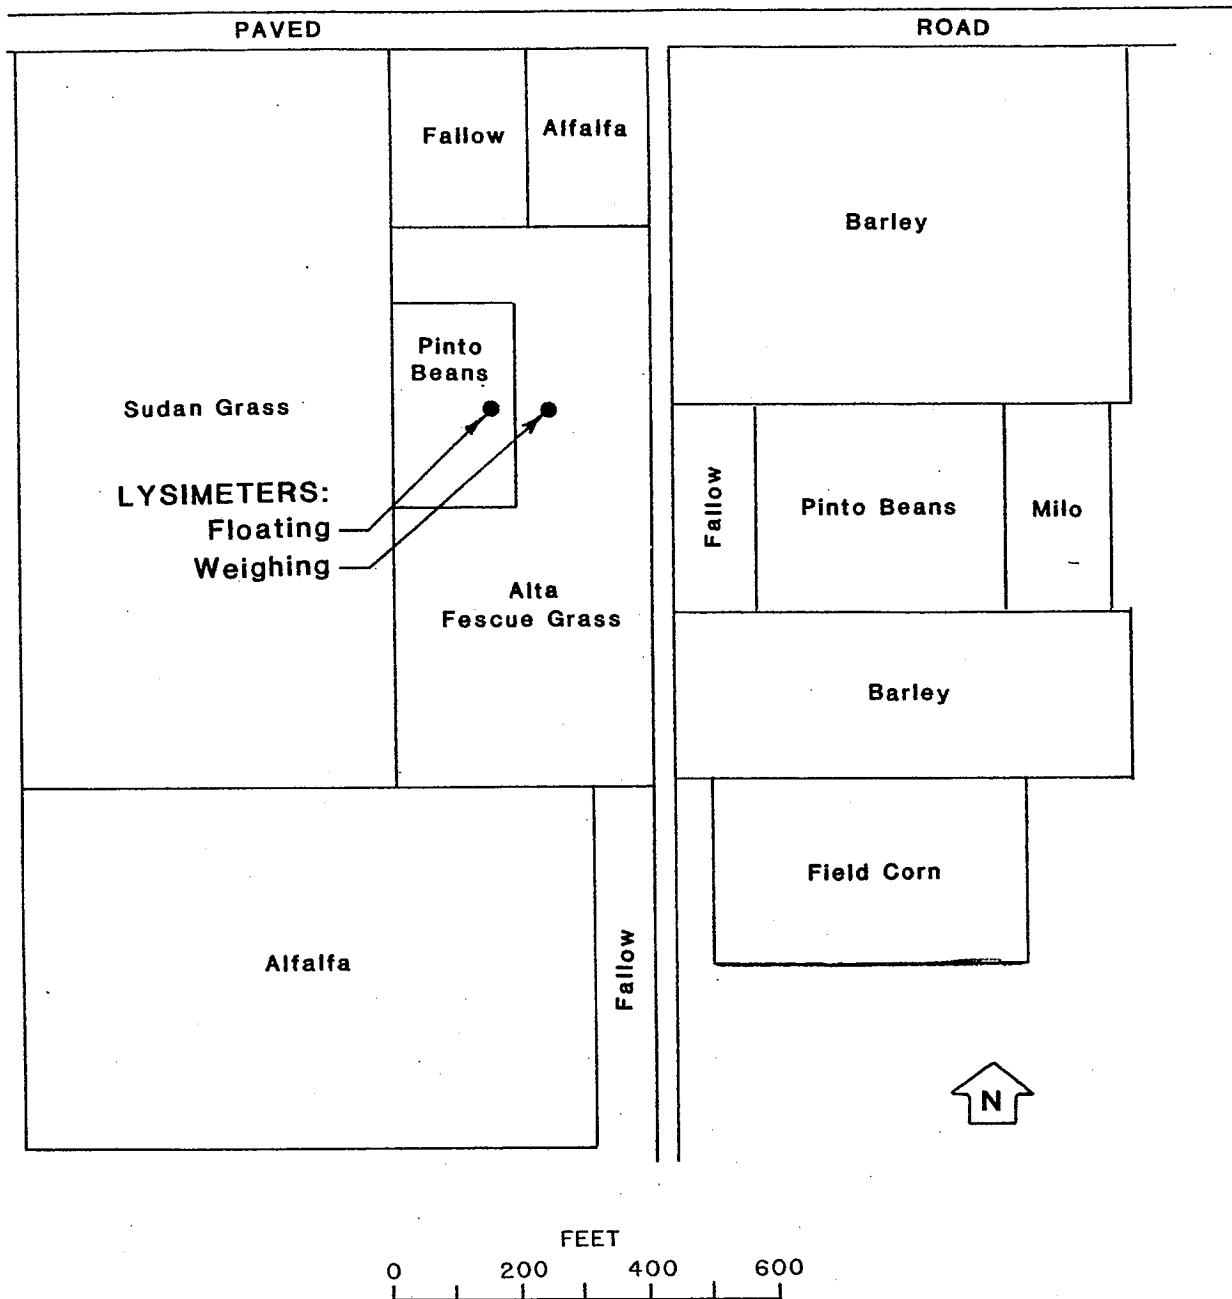 PAVED ROAD
Fallow
Alfalfa
Barley
Pinto
Beans
Sudan Grass
LYSIMETERS:
Floating
Weighing
Alta
Fescue Grass
Fallow
Pinto Beans
Milo
Barley
Field Corn
Alfalfa
Fallow
N
FEET
0 200 400 600